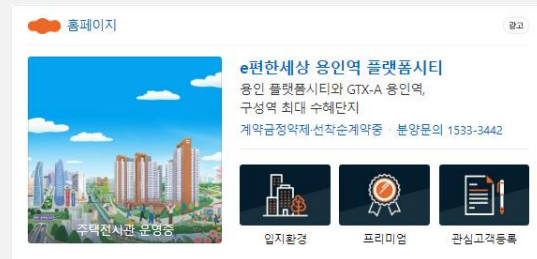 홈페이지
광고
e편한세상 용인역 플랫폼시티
용인 플랫폼시티와 GTX-A 용인역,
구성역 최대 수혜단지
계약금정액제·선착순계약중 · 분양문의 1533-3442
주택전시관 운영중
입지환경
프리미엄
관심고객등록